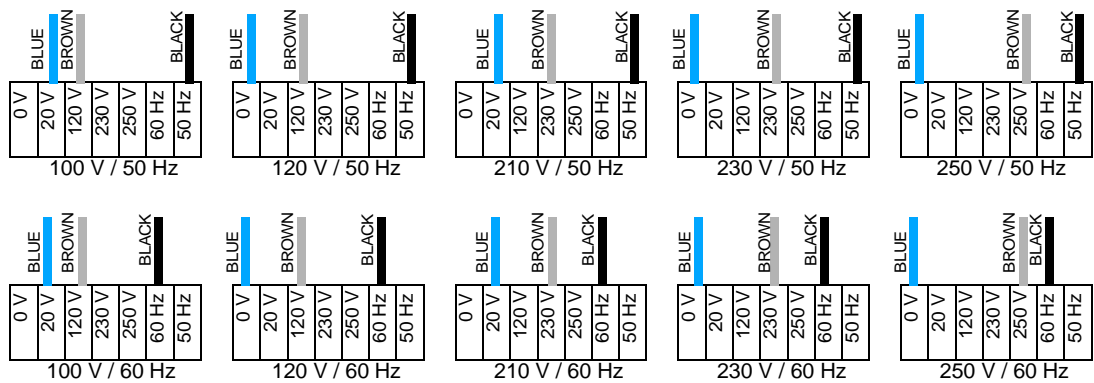 BLUE BROWN BLACK
0 V 20 V 120 V 230 V 250 V 60 Hz 50 Hz
100 V / 50 Hz
BLUE BROWN BLACK
0 V 20 V 120 V 230 V 250 V 60 Hz 50 Hz
120 V / 50 Hz
BLUE BROWN BLACK
0 V 20 V 120 V 230 V 250 V 60 Hz 50 Hz
210 V / 50 Hz
BLUE BROWN BLACK
0 V 20 V 120 V 230 V 250 V 60 Hz 50 Hz
230 V / 50 Hz
BLUE BROWN BLACK
0 V 20 V 120 V 230 V 250 V 60 Hz 50 Hz
250 V / 50 Hz
BLUE BROWN BLACK
0 V 20 V 120 V 230 V 250 V 60 Hz 50 Hz
100 V / 60 Hz
BLUE BROWN BLACK
0 V 20 V 120 V 230 V 250 V 60 Hz 50 Hz
120 V / 60 Hz
BLUE BROWN BLACK
0 V 20 V 120 V 230 V 250 V 60 Hz 50 Hz
210 V / 60 Hz
BLUE BROWN BLACK
0 V 20 V 120 V 230 V 250 V 60 Hz 50 Hz
230 V / 60 Hz
BLUE BROWN BLACK
0 V 20 V 120 V 230 V 250 V 60 Hz 50 Hz
250 V / 60 Hz